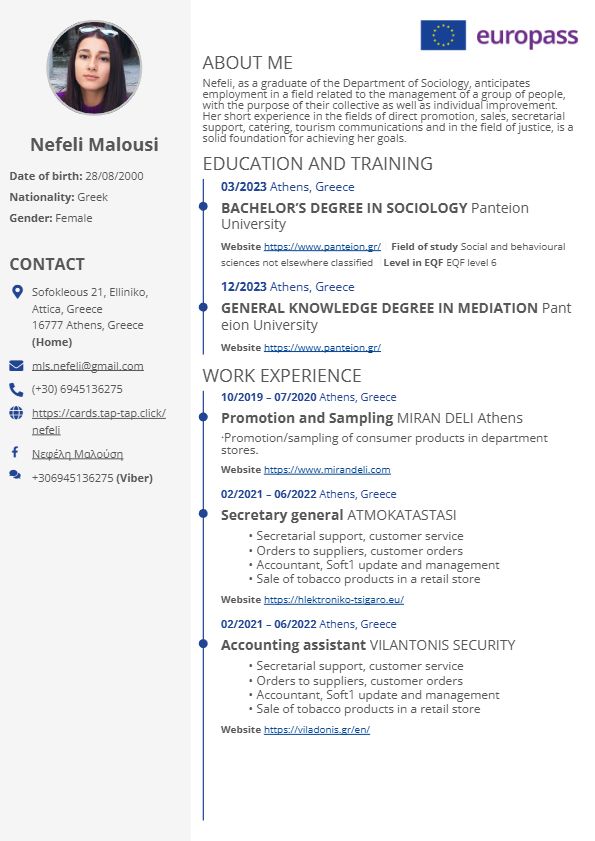 europass
Nefeli Malousi
Date of birth: 28/08/2000
Nationality: Greek
Gender: Female
CONTACT
Sofokleous 21, Elliniko,
Attica, Greece
16777 Athens, Greece
(Home)
mls.nefeli@gmail.com
(+30) 6945136275
https://cards.tap-tap.click/
nefeli
Νεφέλη Μαλούση
+306945136275 (Viber)
ABOUT ME
Nefeli, as a graduate of the Department of Sociology, anticipates
employment in a field related to the management of a group of people,
with the purpose of their collective as well as individual improvement.
Her short experience in the fields of direct promotion, sales, secretarial
support, catering, tourism communications and in the field of justice, is a
solid foundation for achieving her goals.
EDUCATION AND TRAINING
03/2023 Athens, Greece
BACHELOR'S DEGREE IN SOCIOLOGY Panteion
University
Website https://www.panteion.gr/ Field of study Social and behavioural
sciences not elsewhere classified Level in EQF EQF level 6
12/2023 Athens, Greece
GENERAL KNOWLEDGE DEGREE IN MEDIATION Pant
eion University
Website https://www.panteion.gr/
WORK EXPERIENCE
10/2019 – 07/2020 Athens, Greece
Promotion and Sampling MIRAN DELI Athens
·Promotion/sampling of consumer products in department
stores.
Website https://www.mirandeli.com
02/2021 – 06/2022 Athens, Greece
Secretary general ATMOKATASTASI
• Secretarial support, customer service
• Orders to suppliers, customer orders
• Accountant, Soft1 update and management
• Sale of tobacco products in a retail store
Website https://hlektroniko-tsigaro.eu/
02/2021 – 06/2022 Athens, Greece
Accounting assistant VILANTONIS SECURITY
• Secretarial support, customer service
• Orders to suppliers, customer orders
• Accountant, Soft1 update and management
• Sale of tobacco products in a retail store
Website https://viladonis.gr/en/